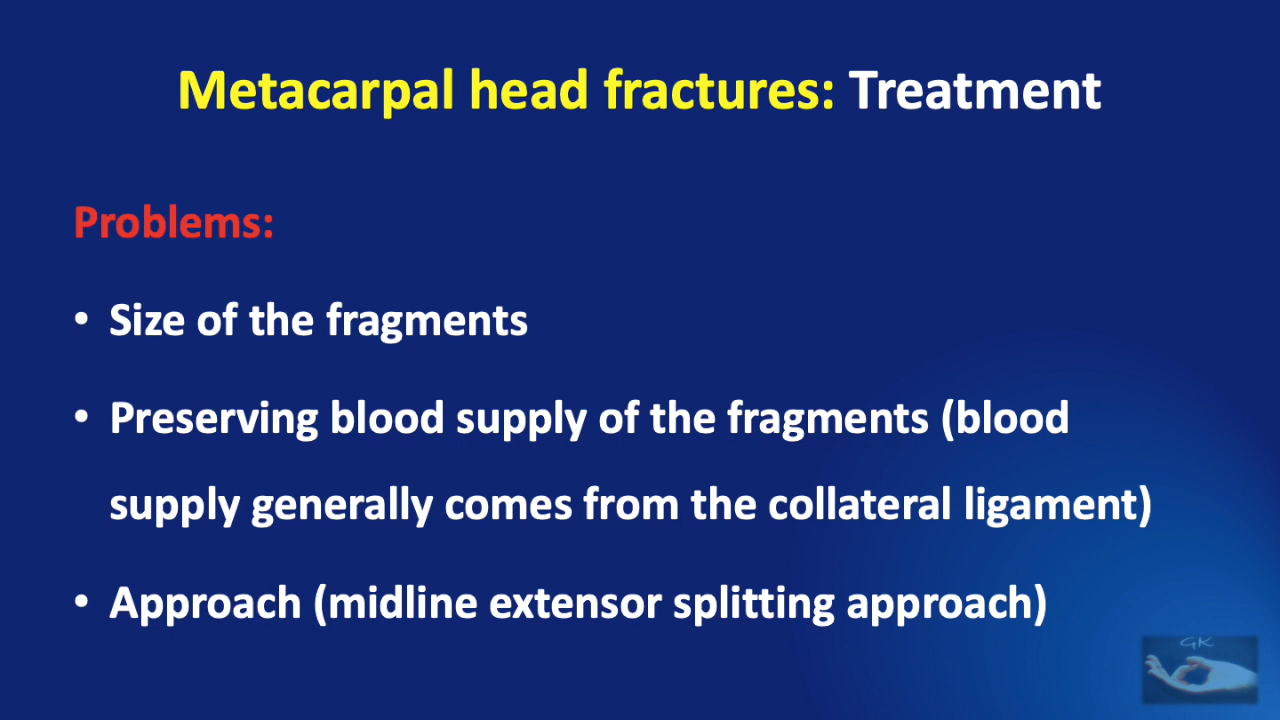 Metacarpal head fractures: Treatment
Problems:
• Size of the fragments
• Preserving blood supply of the fragments (blood
supply generally comes from the collateral ligament)
• Approach (midline extensor splitting approach)
GK